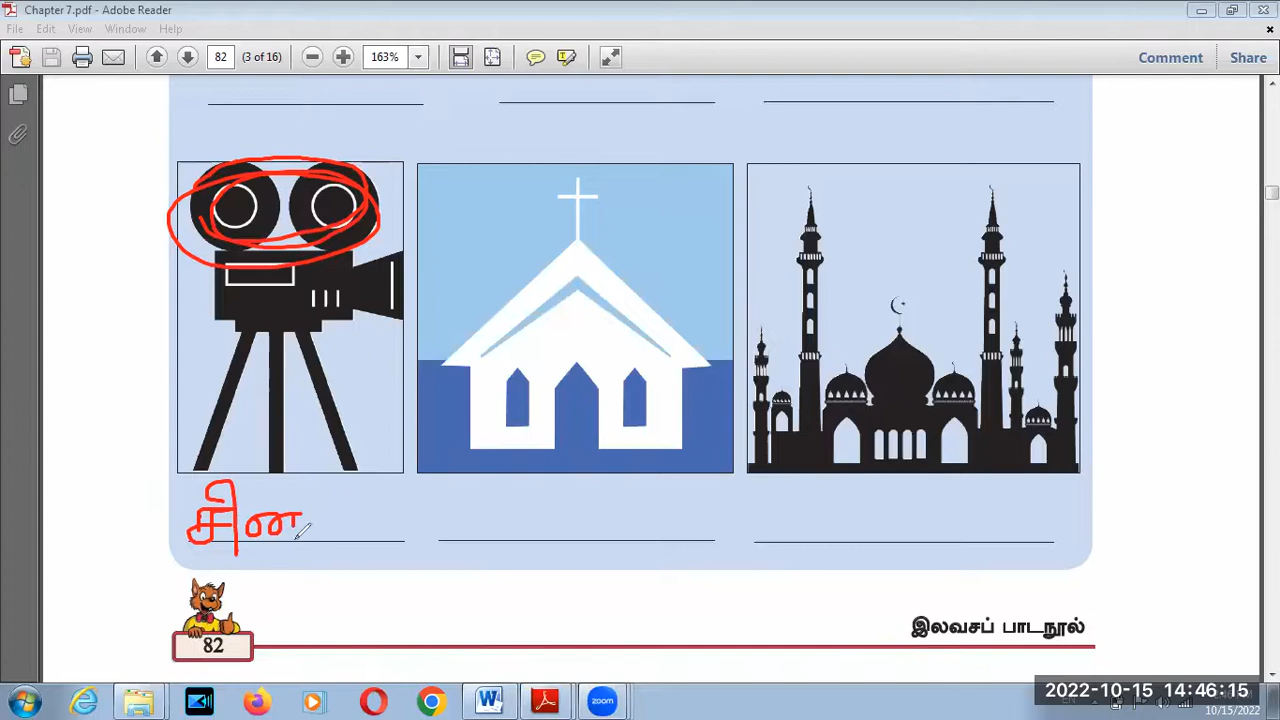 Chapter 7.pdf - Adobe Reader
File Edit View Window Help
82 (3 of 16) 163% Comment Share
சின
82
இலவசப் பாடநூல்
zoom
2022-10-15 14:46:15
10/15/2022